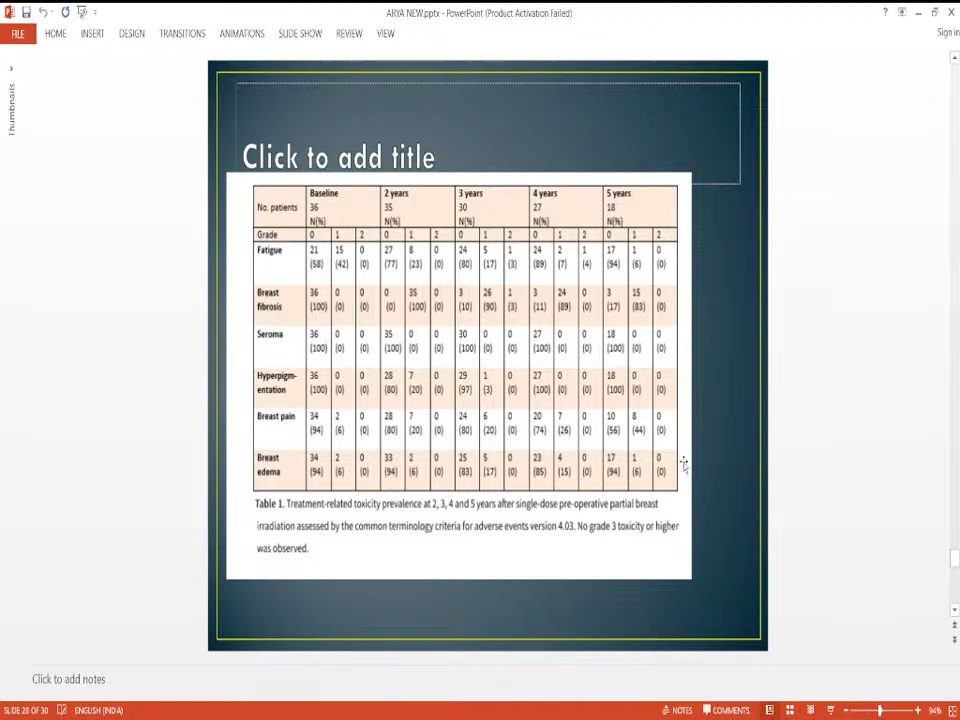 ARYA NEW.pptx - PowerPoint (Product Activation Failed)
FILE HOME INSERT DESIGN TRANSITIONS ANIMATIONS SLIDE SHOW REVIEW VIEW Sign in
Thumbnails
Click to add title
Baseline 2 years 3 years 4 years 5 years
No. patients 36 35 30 27 18
N(%) N(%) N(%) N(%) N(%)
Grade 0 1 2 0 1 2 0 1 2 0 1 2 0 1 2
Fatigue 21 15 0 27 8 0 24 5 1 24 2 1 17 1 0
(58) (42) (0) (77) (23) (0) (80) (17) (3) (89) (7) (4) (94) (6) (0)
Breast 36 0 0 0 35 0 3 26 1 3 24 0 3 15 0
fibrosis (100) (0) (0) (0) (100) (0) (10) (90) (3) (11) (89) (0) (17) (83) (0)
Seroma 36 0 0 35 0 0 30 0 0 27 0 0 18 0 0
(100) (0) (0) (100) (0) (0) (100) (0) (0) (100) (0) (0) (100) (0) (0)
Hyperpigm- 36 0 0 28 7 0 29 1 0 27 0 0 18 0 0
entation (100) (0) (0) (80) (20) (0) (97) (3) (0) (100) (0) (0) (100) (0) (0)
Breast pain 34 2 0 28 7 0 24 6 0 20 7 0 10 8 0
(94) (6) (0) (80) (20) (0) (80) (20) (0) (74) (26) (0) (56) (44) (0)
Breast 34 2 0 33 2 0 25 5 0 23 4 0 17 1 0
edema (94) (6) (0) (94) (6) (0) (83) (17) (0) (85) (15) (0) (94) (6) (0)
Table 1. Treatment-related toxicity prevalence at 2, 3, 4 and 5 years after single-dose pre-operative partial breast
irradiation assessed by the common terminology criteria for adverse events version 4.03. No grade 3 toxicity or higher
was observed.
Click to add notes
SLIDE 28 OF 30 ENGLISH (INDIA) NOTES COMMENTS 94%